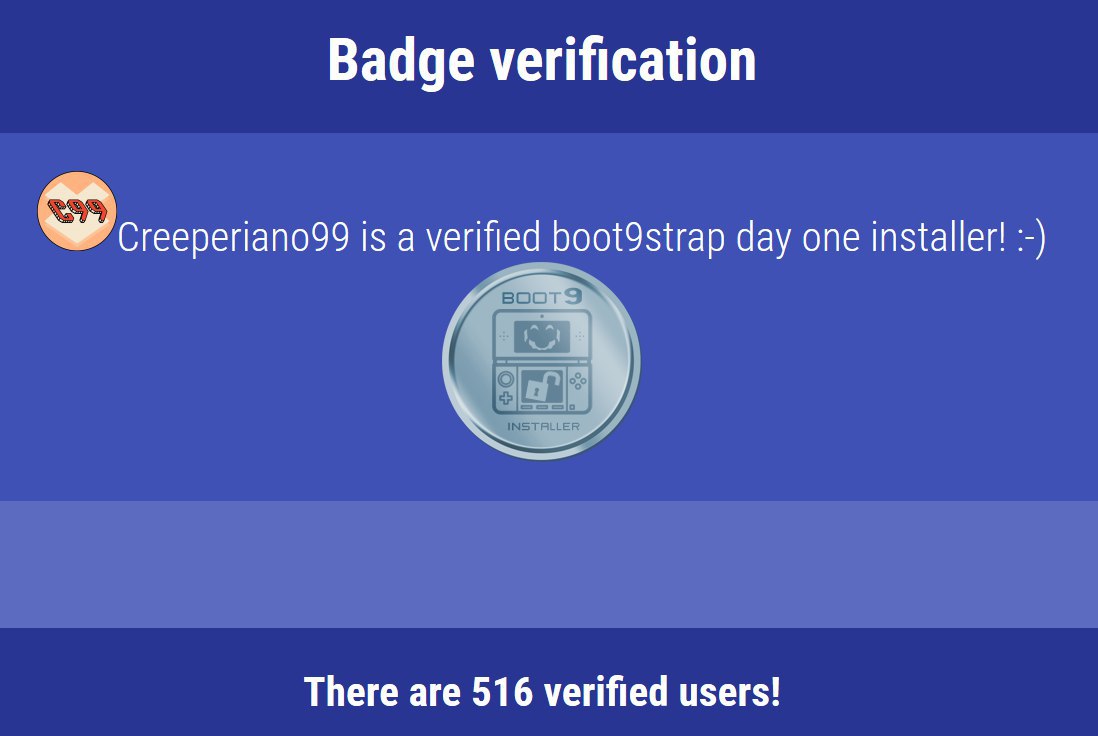 Badge verification
C99
Creeperiano99 is a verified boot9strap day one installer! :-)
BOOT9
INSTALLER
There are 516 verified users!